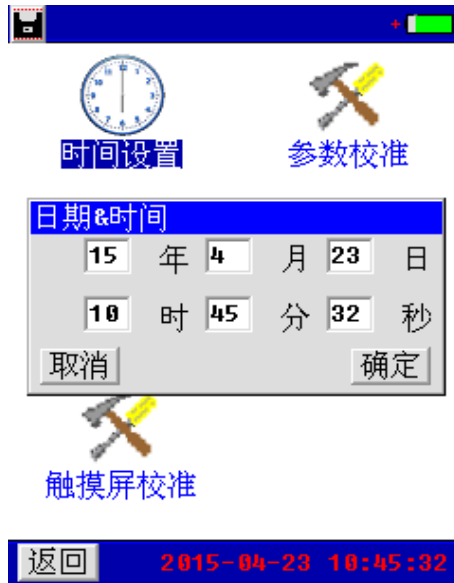 时间设置 参数校准
日期&时间
15 年 4 月 23 日
10 时 45 分 32 秒
取消 确定
触摸屏校准
返回 2015-04-23 10:45:32